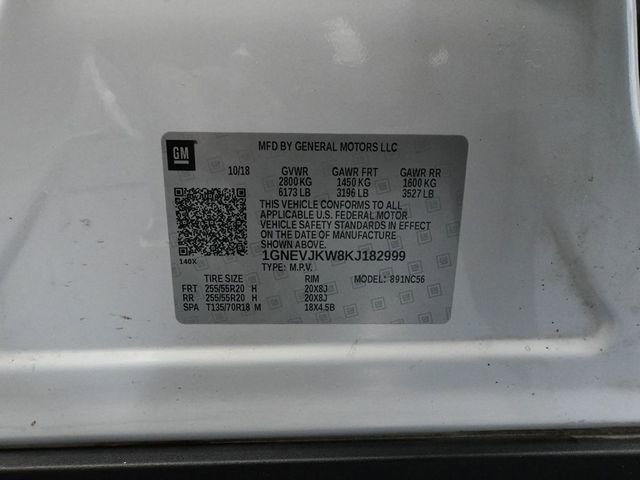 GM
MFD BY GENERAL MOTORS LLC
10/18 GVWR GAWR FRT GAWR RR
2800 KG 1450 KG 1600 KG
6173 LB 3196 LB 3527 LB
THIS VEHICLE CONFORMS TO ALL
APPLICABLE U.S. FEDERAL MOTOR
VEHICLE SAFETY STANDARDS IN EFFECT
ON THE DATE OF MANUFACTURE
SHOWN ABOVE.
140X
1GNEVJKW8KJ182999
TYPE: M.P.V.
TIRE SIZE RIM MODEL: 891NC56
FRT 255/55R20 H 20X8J
RR 255/55R20 H 20X8J
SPA T135/70R18 M 18X4.5B